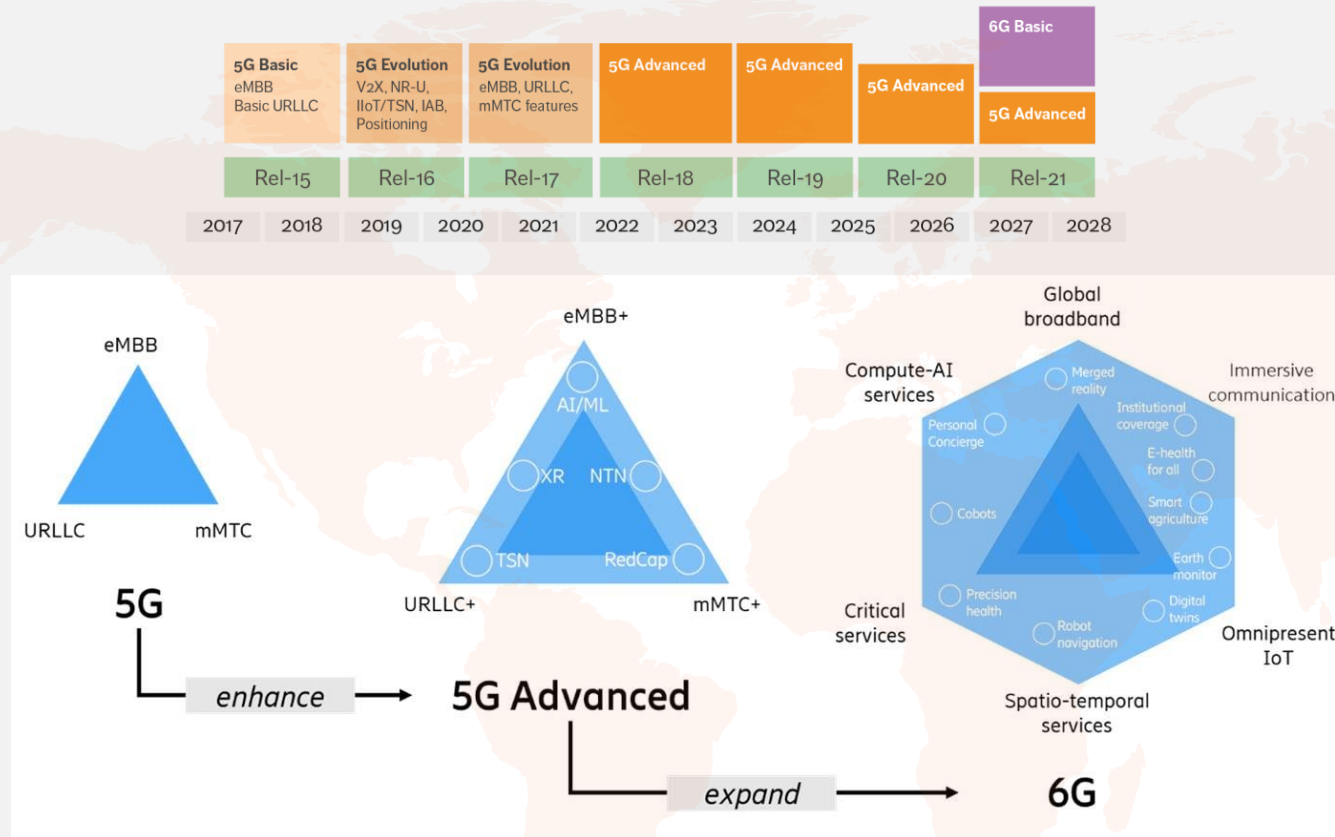 6G Basic
5G Basic
eMBB
Basic URLLC
5G Evolution
V2X, NR-U,
IIoT/TSN, IAB,
Positioning
5G Evolution
eMBB, URLLC,
mMTC features
5G Advanced
5G Advanced
5G Advanced
5G Advanced
Rel-15
Rel-16
Rel-17
Rel-18
Rel-19
Rel-20
Rel-21
2017
2018
2019
2020
2021
2022
2023
2024
2025
2026
2027
2028
eMBB
URLLC
mMTC
5G
enhance
eMBB+
AI/ML
XR
NTN
TSN
RedCap
URLLC+
mMTC+
5G Advanced
expand
Global
broadband
Compute-AI
services
Immersive
communication
Merged
reality
Institutional
coverage
Personal
Concierge
E-health
for all
Smart
agriculture
Cobots
Earth
monitor
Precision
health
Digital
twins
Robot
navigation
Critical
services
Omnipresent
IoT
Spatio-temporal
services
6G